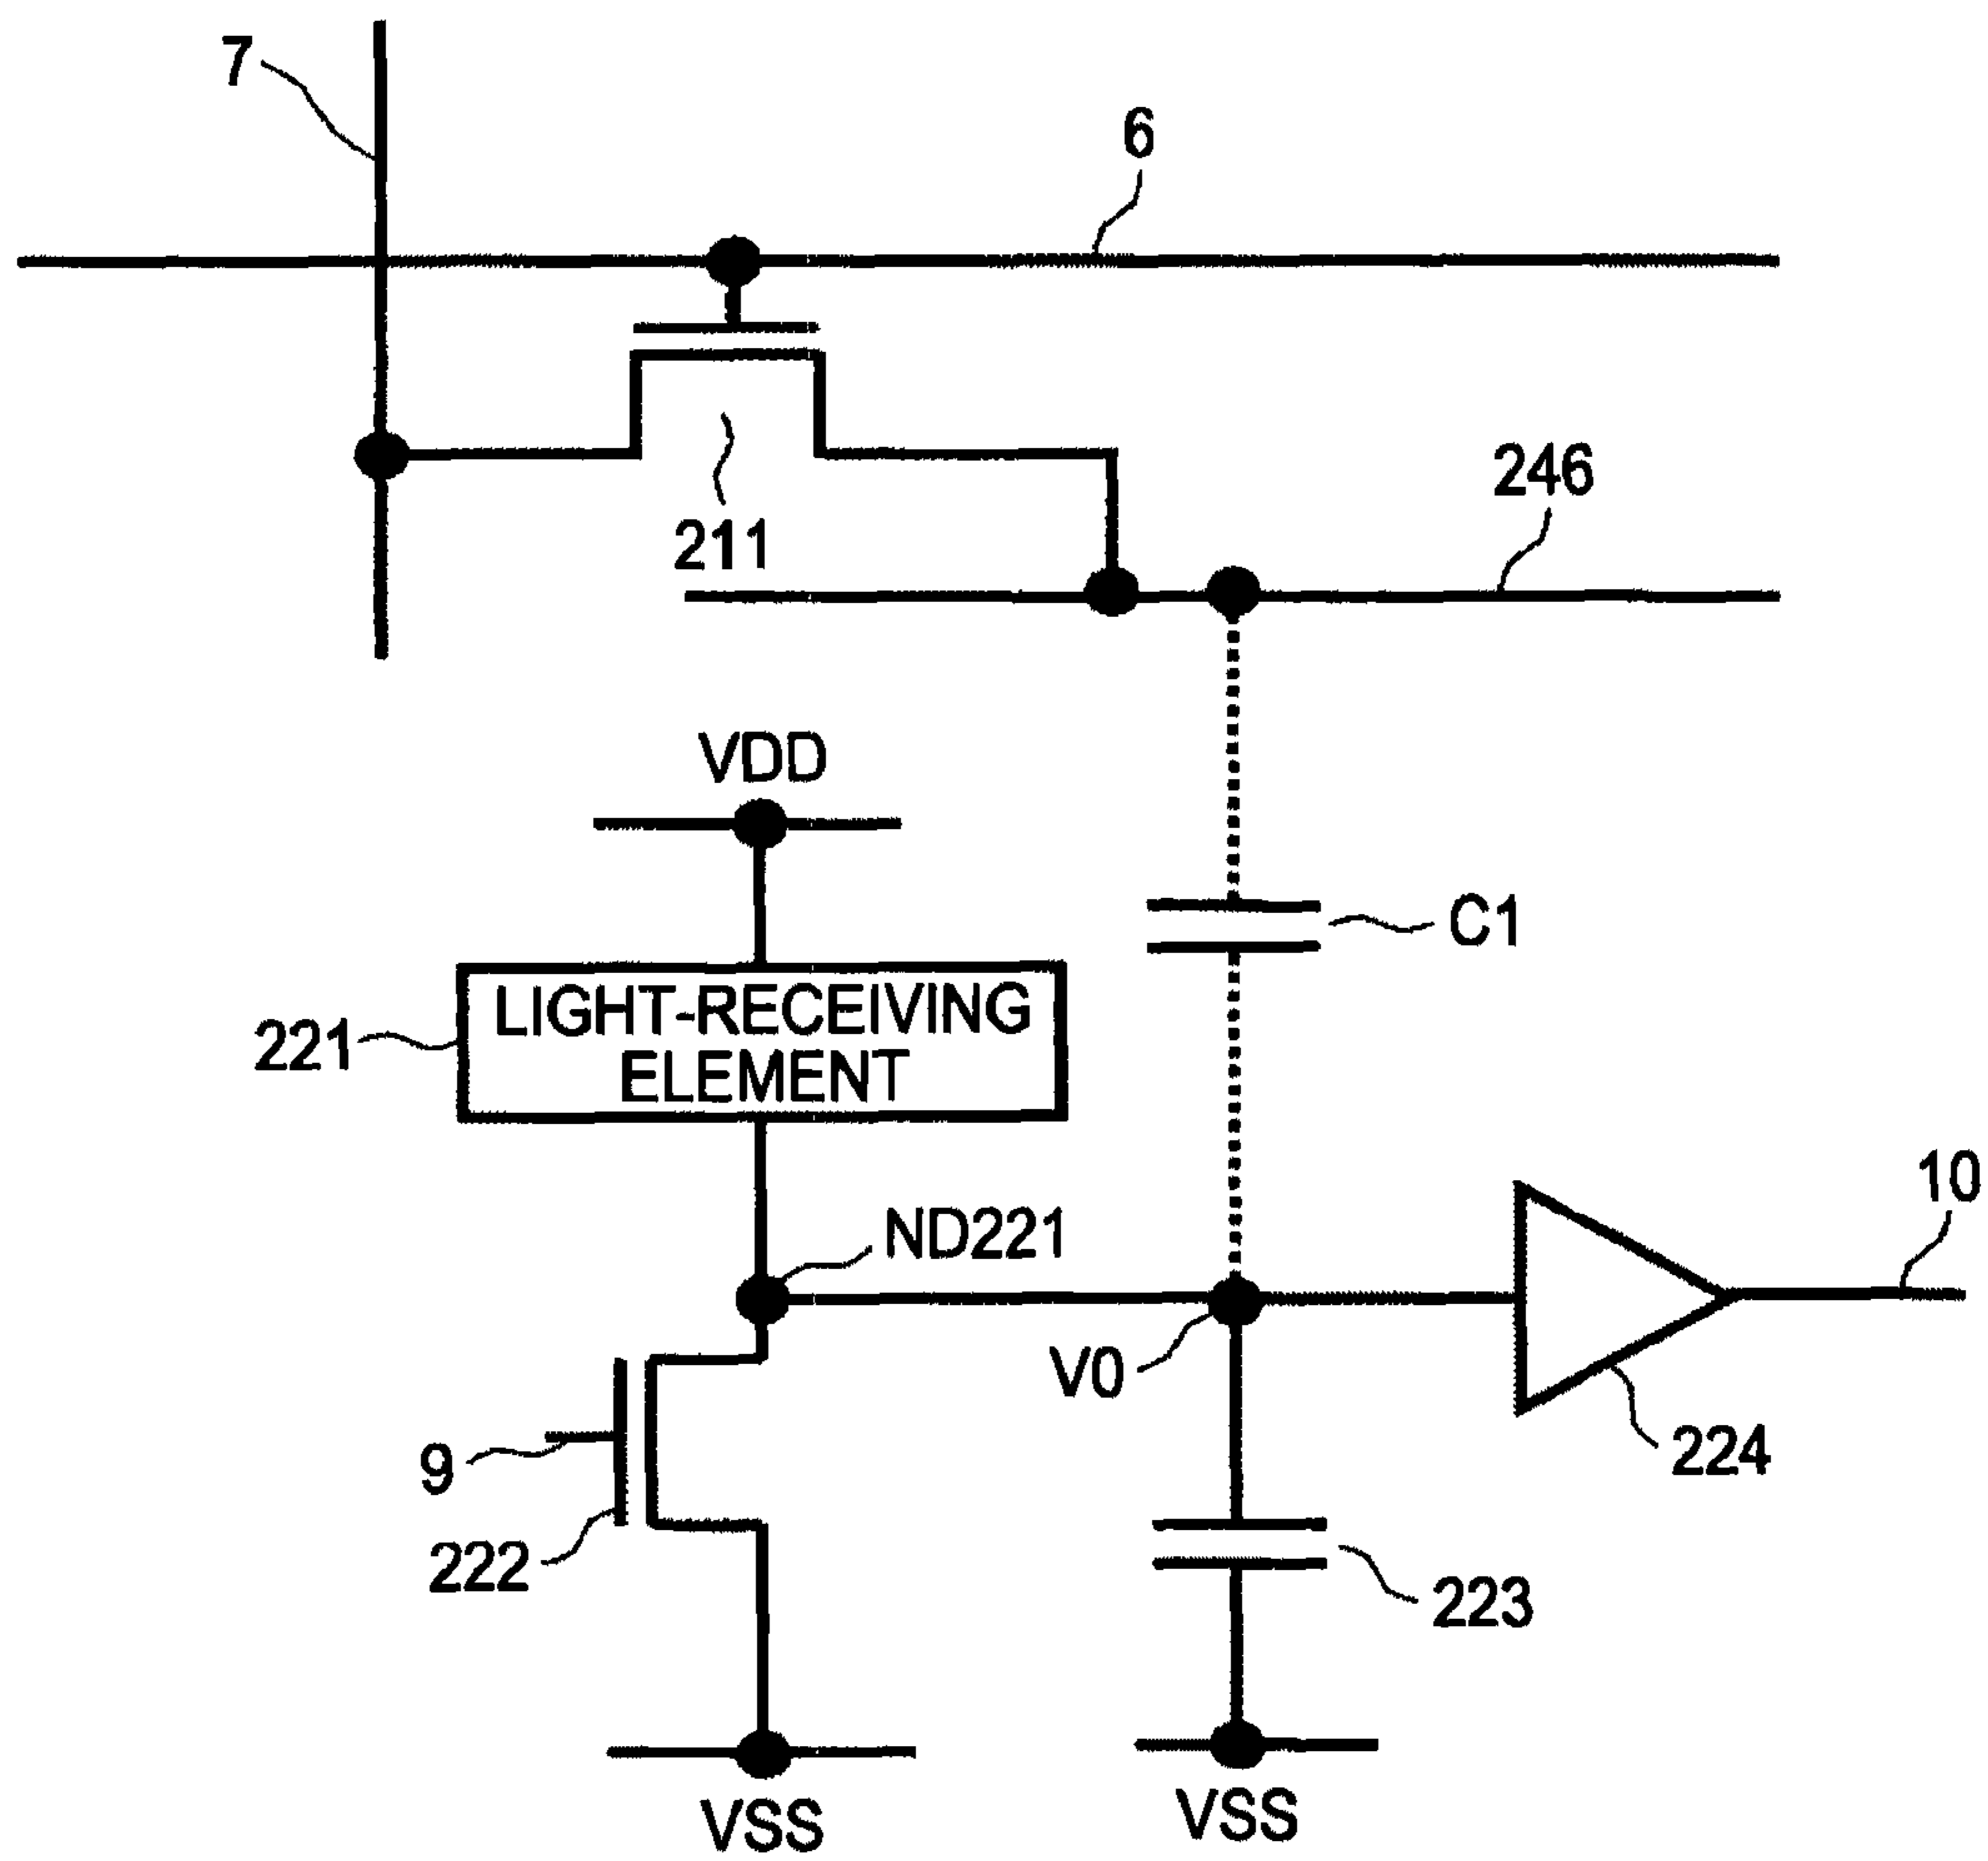 7
6
211
246
VDD
C1
LIGHT-RECEIVING
ELEMENT
221
10
ND221
V0
9
224
222
223
VSS
VSS